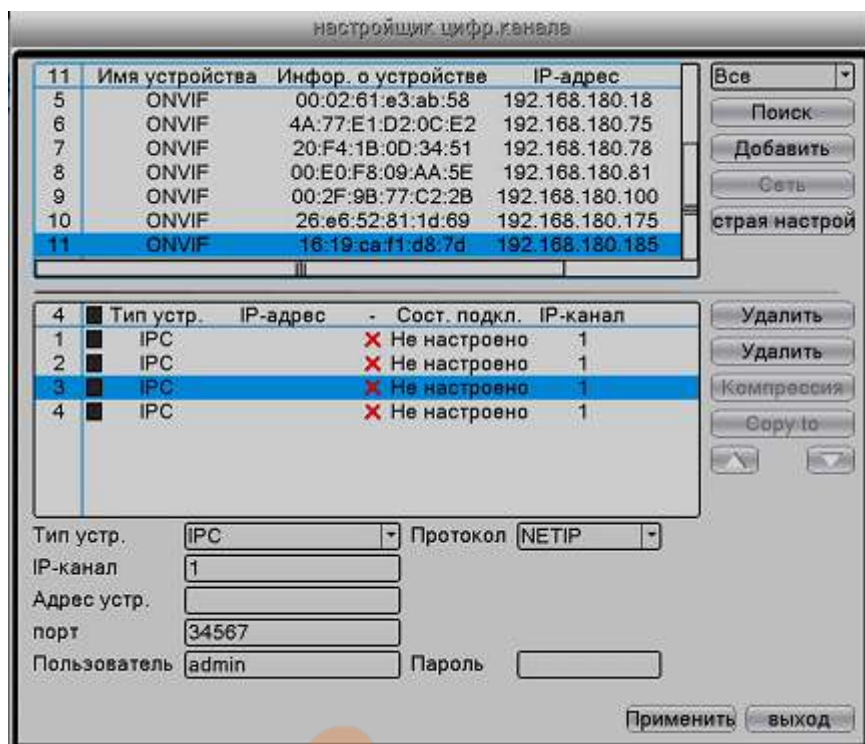 настройщик цифр.канала
11 Имя устройства Инфор. о устройстве IP-адрес
5 ONVIF 00:02:61:e3:ab:58 192.168.180.18
6 ONVIF 4A:77:E1:D2:0C:E2 192.168.180.75
7 ONVIF 20:F4:1B:0D:34:51 192.168.180.78
8 ONVIF 00:E0:F8:09:AA:5E 192.168.180.81
9 ONVIF 00:2F:9B:77:C2:2B 192.168.180.100
10 ONVIF 26:e6:52:81:1d:69 192.168.180.175
11 ONVIF 16:19:ca:f1:d8:7d 192.168.180.185
Все
Поиск
Добавить
Сеть
страя настрой
4 Тип устр. IP-адрес - Сост. подкл. IP-канал
1 IPC Не настроено 1
2 IPC Не настроено 1
3 IPC Не настроено 1
4 IPC Не настроено 1
Удалить
Удалить
Компрессия
Copy to
Тип устр. IPC Протокол NETIP
IP-канал 1
Адрес устр.
порт 34567
Пользователь admin Пароль
Применить выход